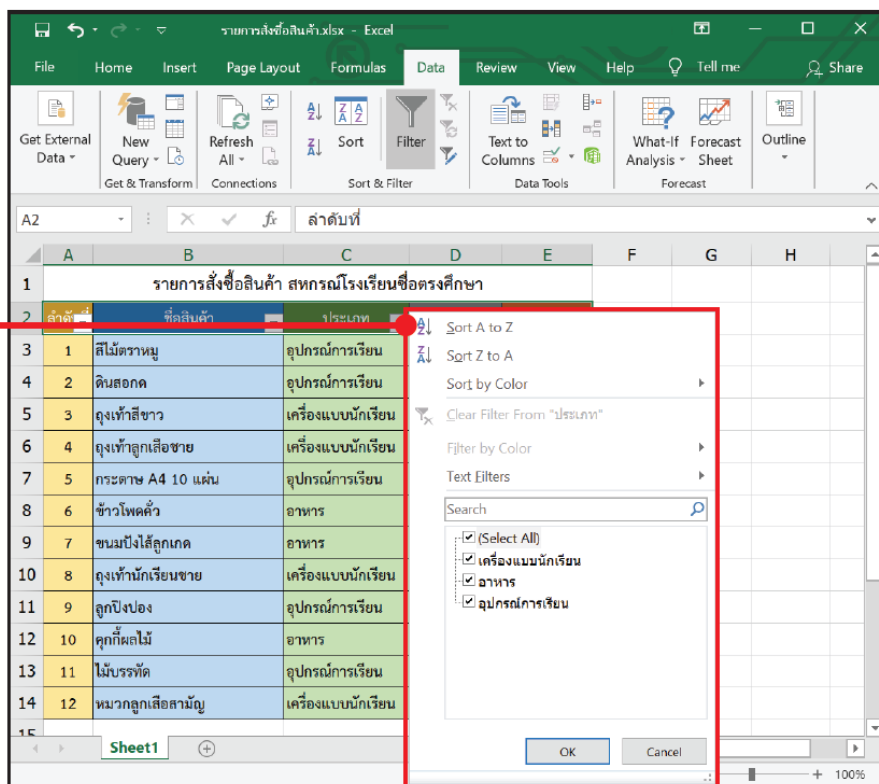 รายการสั่งซื้อสินค้า.xlsx - Excel
File Home Insert Page Layout Formulas Data Review View Help Tell me Share
Get External Data
New Query
Refresh All
Sort
Filter
Text to Columns
What-If Analysis
Forecast Sheet
Outline
Get & Transform Connections Sort & Filter Data Tools Forecast
A2 fx ลำดับที่
A B C D E F G H
1 รายการสั่งซื้อสินค้า สหกรณ์โรงเรียนชื่อตรงศึกษา
2 ลำดับที่ ชื่อสินค้า ประเภท
3 1 สีไม้ตราหมู อุปกรณ์การเรียน
4 2 ดินสอกด อุปกรณ์การเรียน
5 3 ถุงเท้าสีขาว เครื่องแบบนักเรียน
6 4 ถุงเท้าลูกเสือชาย เครื่องแบบนักเรียน
7 5 กระดาษ A4 10 แผ่น อุปกรณ์การเรียน
8 6 ข้าวโพดคั่ว อาหาร
9 7 ขนมปังไส้ลูกเกด อาหาร
10 8 ถุงเท้านักเรียนชาย เครื่องแบบนักเรียน
11 9 ลูกปิงปอง อุปกรณ์การเรียน
12 10 คุกกี้ผลไม้ อาหาร
13 11 ไม้บรรทัด อุปกรณ์การเรียน
14 12 หมวกลูกเสือสามัญ เครื่องแบบนักเรียน
15
Sort A to Z
Sort Z to A
Sort by Color
Clear Filter From "ประเภท"
Filter by Color
Text Filters
Search
(Select All)
เครื่องแบบนักเรียน
อาหาร
อุปกรณ์การเรียน
OK Cancel
Sheet1
100%